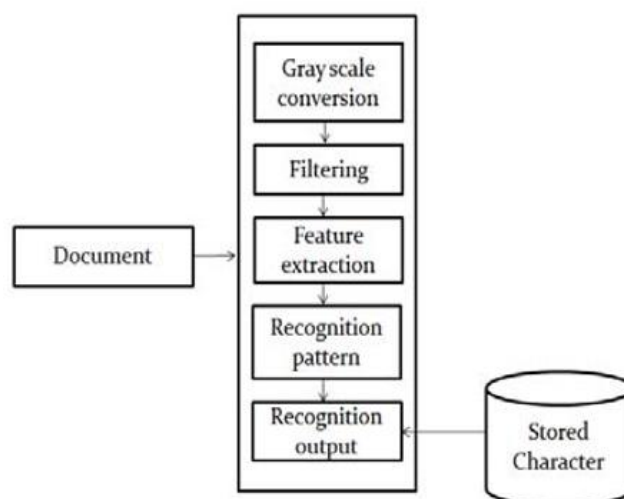 Gray scale
conversion
Filtering
Document
Feature
extraction
Recognition
pattern
Recognition
output
Stored
Character